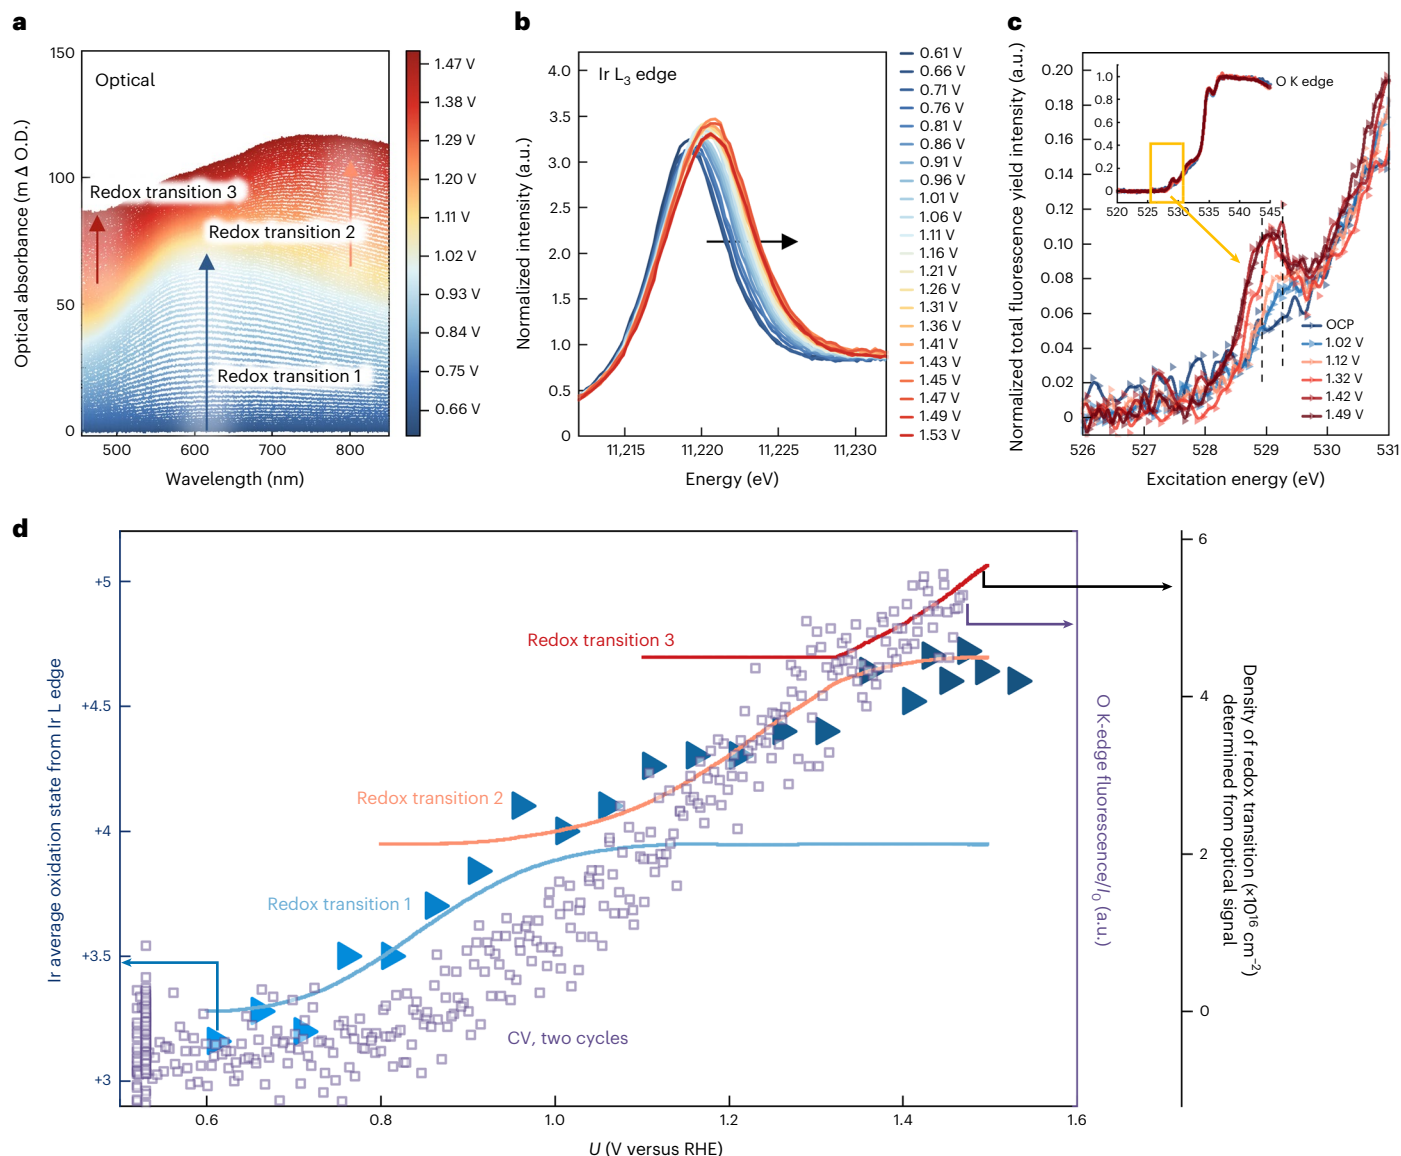 a
150
100
50
0
Optical absorbance (m Δ O.D.)
Optical
Redox transition 3
Redox transition 2
Redox transition 1
500
600
700
800
Wavelength (nm)
1.47 V
1.38 V
1.29 V
1.20 V
1.11 V
1.02 V
0.93 V
0.84 V
0.75 V
0.66 V
b
4.0
3.5
3.0
2.5
2.0
1.5
1.0
0.5
0
Normalized intensity (a.u.)
Ir L₃ edge
11,215
11,220
11,225
11,230
Energy (eV)
0.61 V
0.66 V
0.71 V
0.76 V
0.81 V
0.86 V
0.91 V
0.96 V
1.01 V
1.06 V
1.11 V
1.16 V
1.21 V
1.26 V
1.31 V
1.36 V
1.41 V
1.43 V
1.45 V
1.47 V
1.49 V
1.53 V
c
0.20
0.18
0.16
0.14
0.12
0.10
0.08
0.06
0.04
0.02
0
Normalized total fluorescence yield intensity (a.u.)
1.0
0.8
0.6
0.4
0.2
0
O K edge
520
525
530
535
540
545
OCP
1.02 V
1.12 V
1.32 V
1.42 V
1.49 V
526
527
528
529
530
531
Excitation energy (eV)
d
+5
+4.5
+4
+3.5
+3
Ir average oxidation state from Ir L edge
Redox transition 3
Redox transition 2
Redox transition 1
CV, two cycles
0.6
0.8
1.0
1.2
1.4
1.6
U (V versus RHE)
O K-edge fluorescence/I₀ (a.u.)
6
4
2
0
Density of redox transition (×10¹⁶ cm⁻²)
determined from optical signal